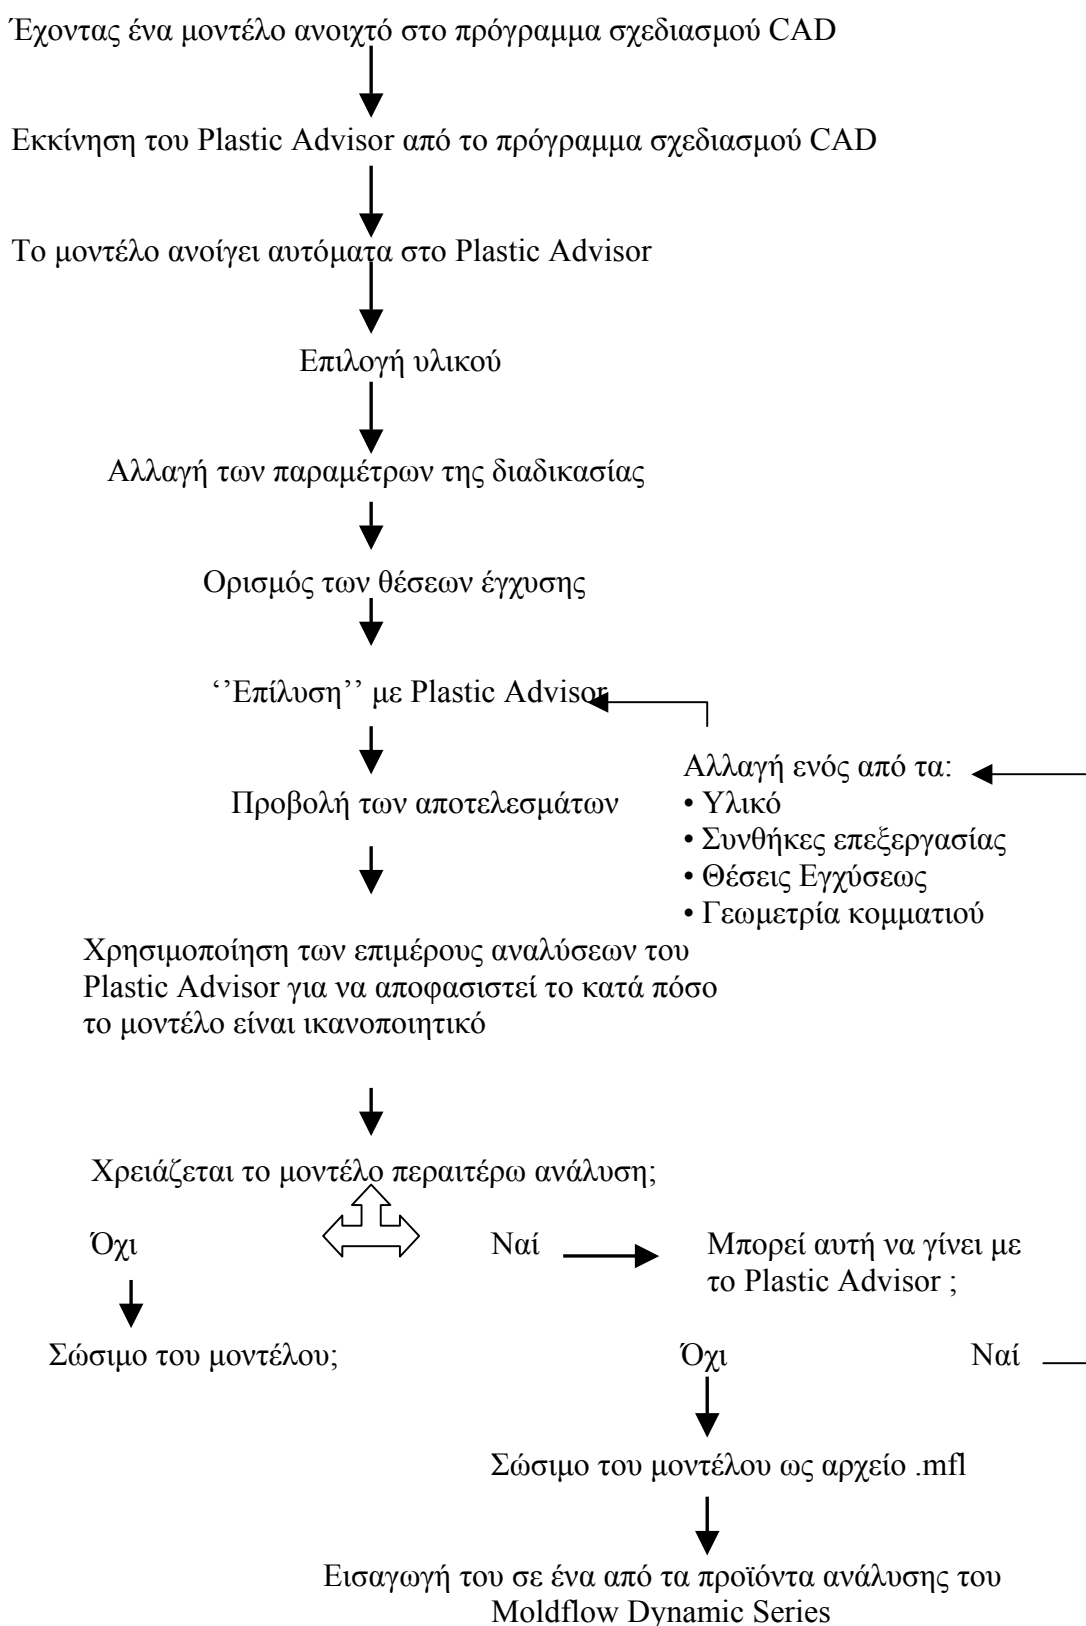 Έχοντας ένα μοντέλο ανοιχτό στο πρόγραμμα σχεδιασμού CAD
Εκκίνηση του Plastic Advisor από το πρόγραμμα σχεδιασμού CAD
Το μοντέλο ανοίγει αυτόματα στο Plastic Advisor
Επιλογή υλικού
Αλλαγή των παραμέτρων της διαδικασίας
Ορισμός των θέσεων έγχυσης
‘’Επίλυση’’ με Plastic Advisor
Προβολή των αποτελεσμάτων
Αλλαγή ενός από τα:
• Υλικό
• Συνθήκες επεξεργασίας
• Θέσεις Εγχύσεως
• Γεωμετρία κομματιού
Χρησιμοποίηση των επιμέρους αναλύσεων του
Plastic Advisor για να αποφασιστεί το κατά πόσο
το μοντέλο είναι ικανοποιητικό
Χρειάζεται το μοντέλο περαιτέρω ανάλυση;
Όχι
Ναί
Μπορεί αυτή να γίνει με
το Plastic Advisor ;
Σώσιμο του μοντέλου;
Όχι
Ναί
Σώσιμο του μοντέλου ως αρχείο .mfl
Εισαγωγή του σε ένα από τα προϊόντα ανάλυσης του
Moldflow Dynamic Series